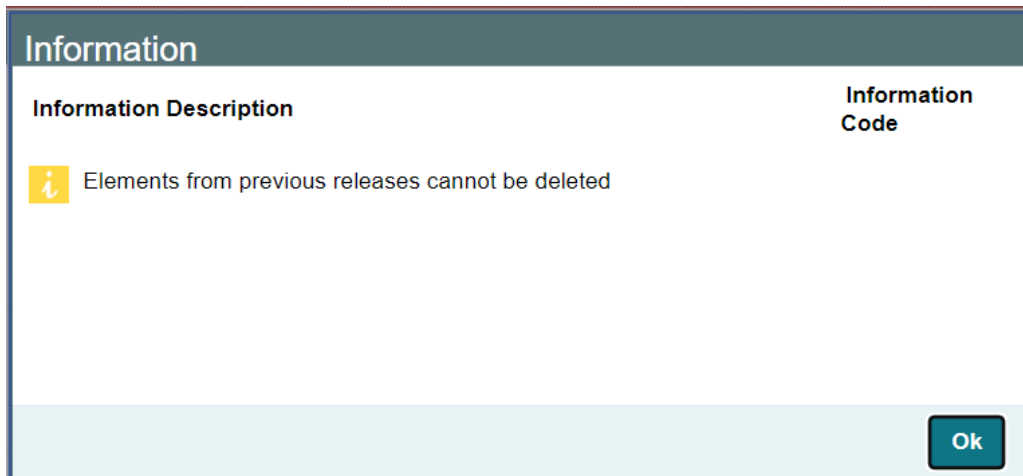 Information
Information Description
Information
Code
i
Elements from previous releases cannot be deleted
Ok